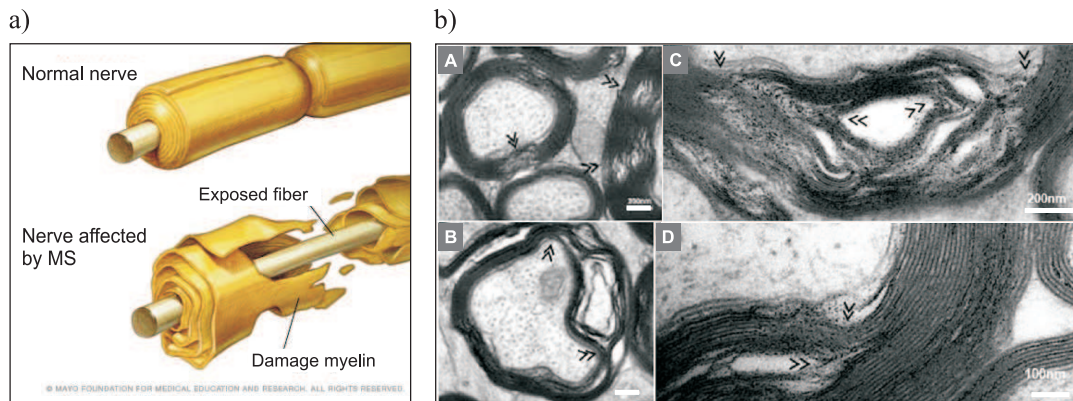 a)
Normal nerve
Exposed fiber
Nerve affected
by MS
Damage myelin
© MAYO FOUNDATION FOR MEDICAL EDUCATION AND RESEARCH. ALL RIGHTS RESERVED.
b)
A
C
200nm
B
D
100nm